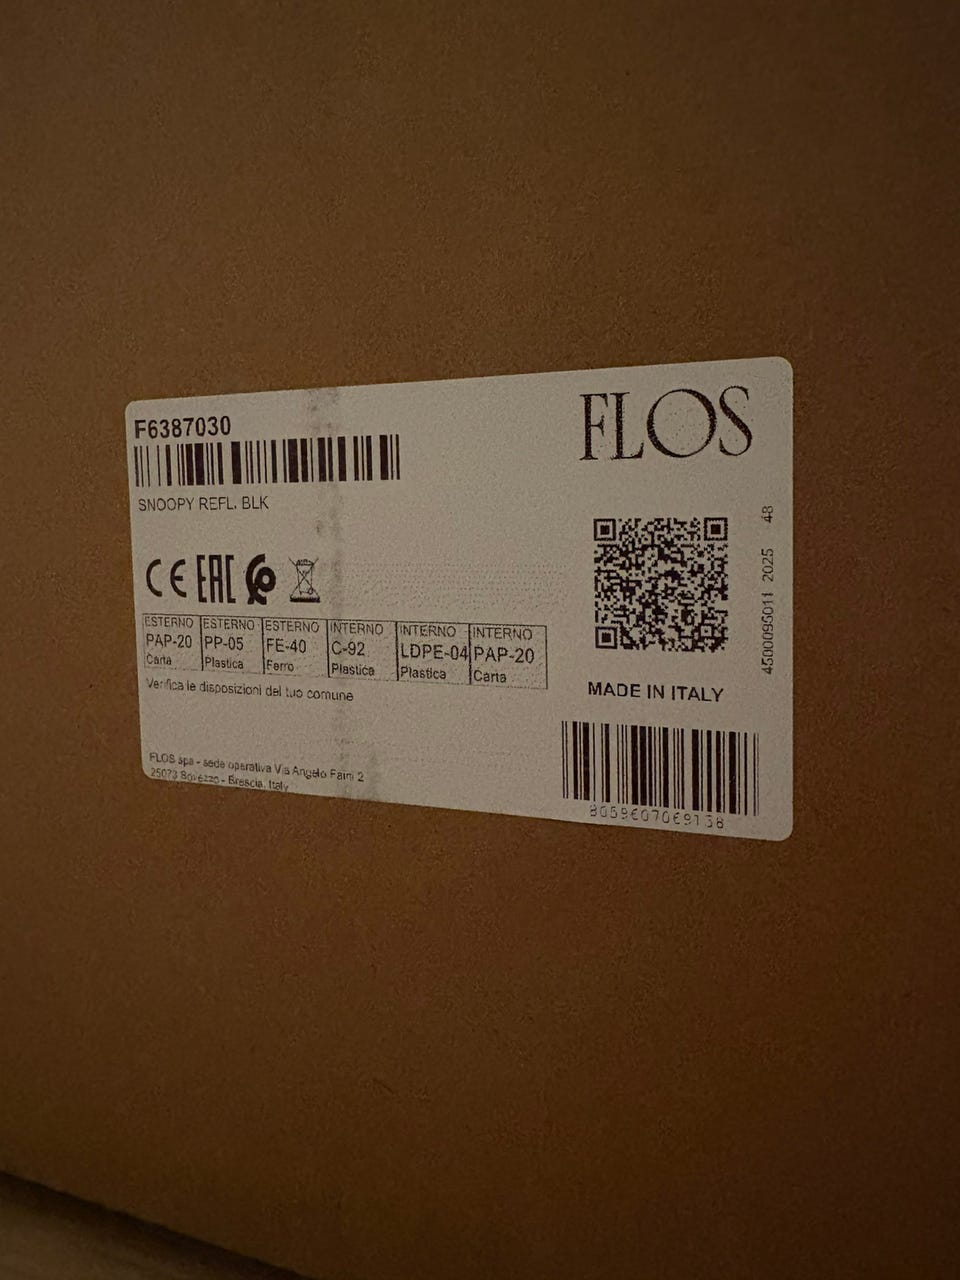 F6387030
SNOOPY REFL. BLK
FLOS
4500095011 2025 48
ESTERNO ESTERNO ESTERNO INTERNO INTERNO INTERNO
PAP-20 PP-05 FE-40 C-92 LDPE-04 PAP-20
Carta Plastica Ferro Plastica Plastica Carta
Verifica le disposizioni del tuo comune
MADE IN ITALY
FLOS spa - sede operativa Via Angelo Faini 2
25073 Bovezzo - Brescia, Italy